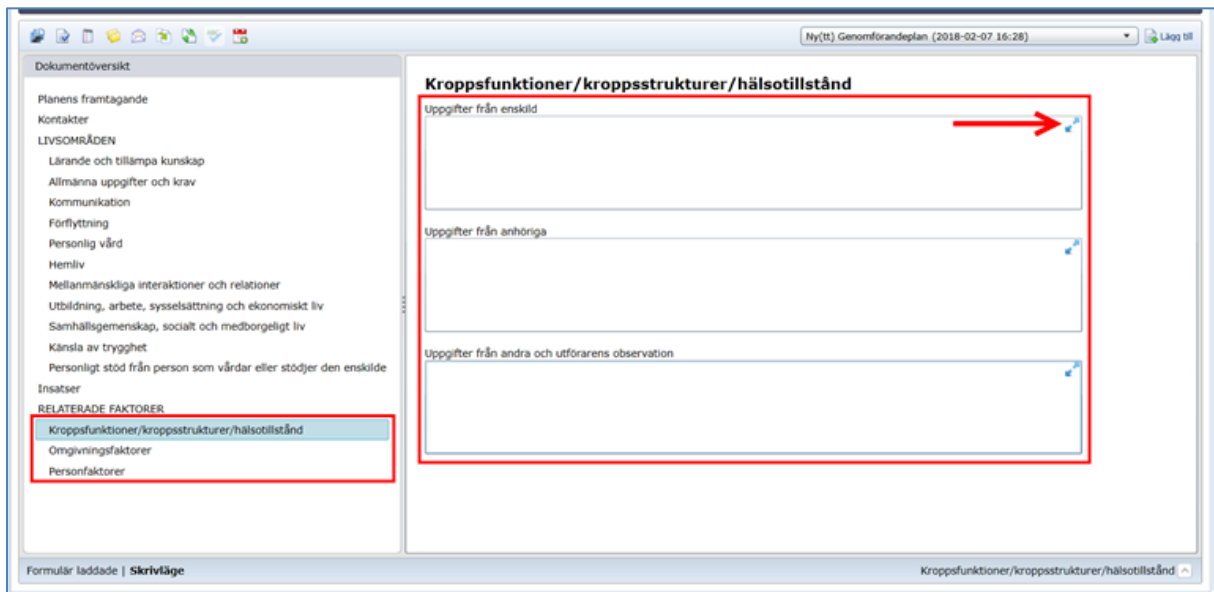 Ny(tt) Genomförandeplan (2018-02-07 16:28)
Lägg till
Dokumentöversikt
Planens framtagande
Kontakter
LIVSOMRÅDEN
Lärande och tillämpa kunskap
Allmänna uppgifter och krav
Kommunikation
Förflyttning
Personlig vård
Hemliv
Mellanmänskliga interaktioner och relationer
Utbildning, arbete, sysselsättning och ekonomiskt liv
Samhällsgemenskap, socialt och medborgeligt liv
Känsla av trygghet
Personligt stöd från person som vårdar eller stödjer den enskilde
Insatser
RELATERADE FAKTORER
Kroppsfunktioner/kroppsstrukturer/hälsotillstånd
Omgivningsfaktorer
Personfaktorer
Kroppsfunktioner/kroppsstrukturer/hälsotillstånd
Uppgifter från enskild
Uppgifter från anhöriga
Uppgifter från andra och utförarens observation
Formulär laddade | Skrivläge
Kroppsfunktioner/kroppsstrukturer/hälsotillstånd